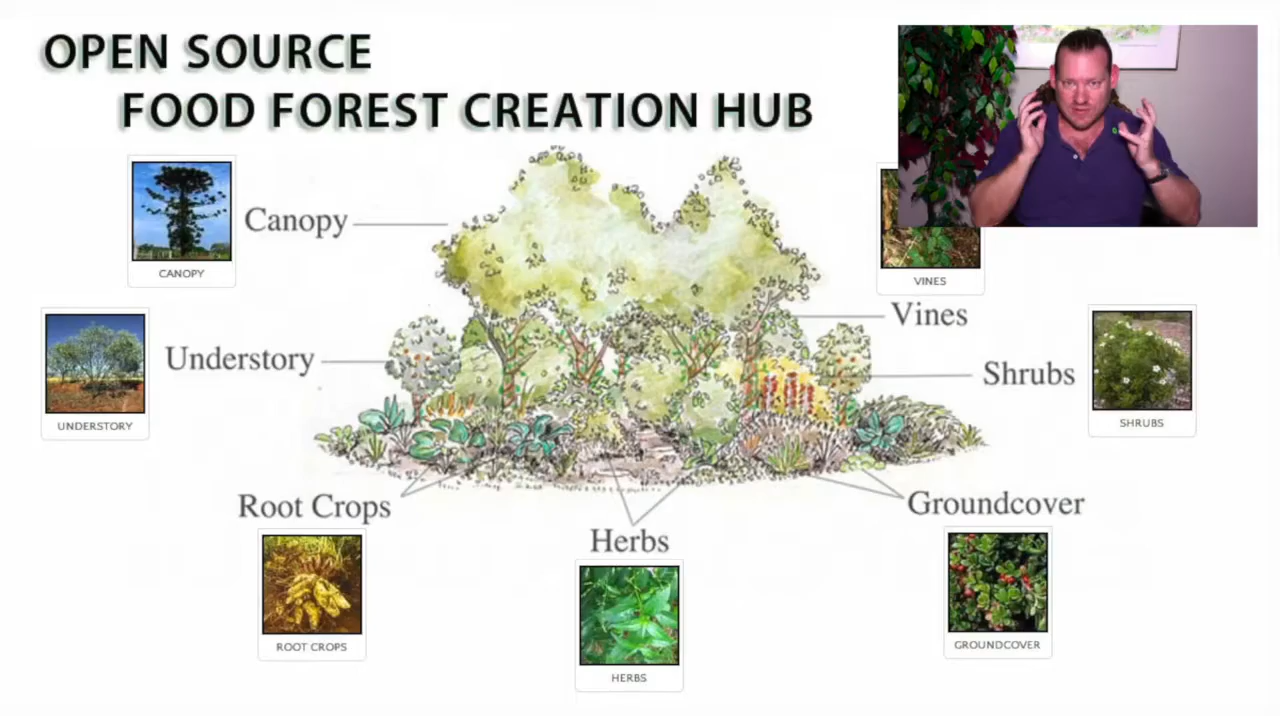 OPEN SOURCE
FOOD FOREST CREATION HUB
CANOPY
Canopy
VINES
Vines
UNDERSTORY
Understory
Shrubs
SHRUBS
Root Crops
ROOT CROPS
Herbs
HERBS
Groundcover
GROUNDCOVER